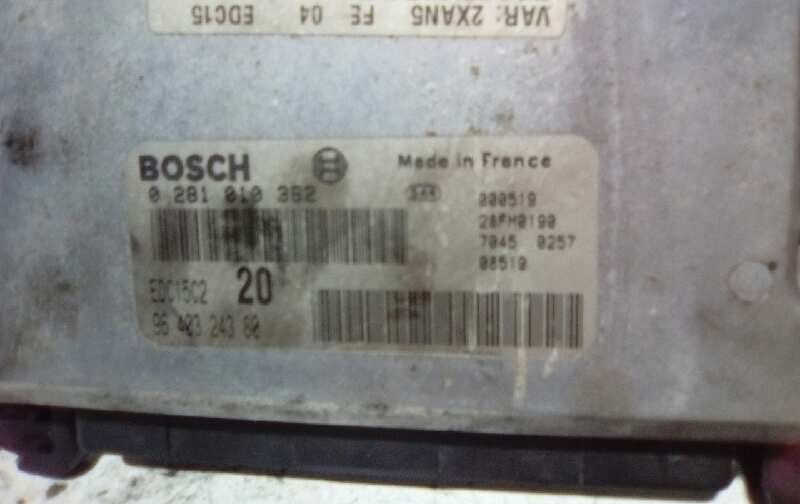 VAR: 2XAN5 FE 04 EDC15
BOSCH
Made in France
0 281 010 362
000519
28FH0190
7045 0257
08519
EDC15C2 20
96 403 243 80